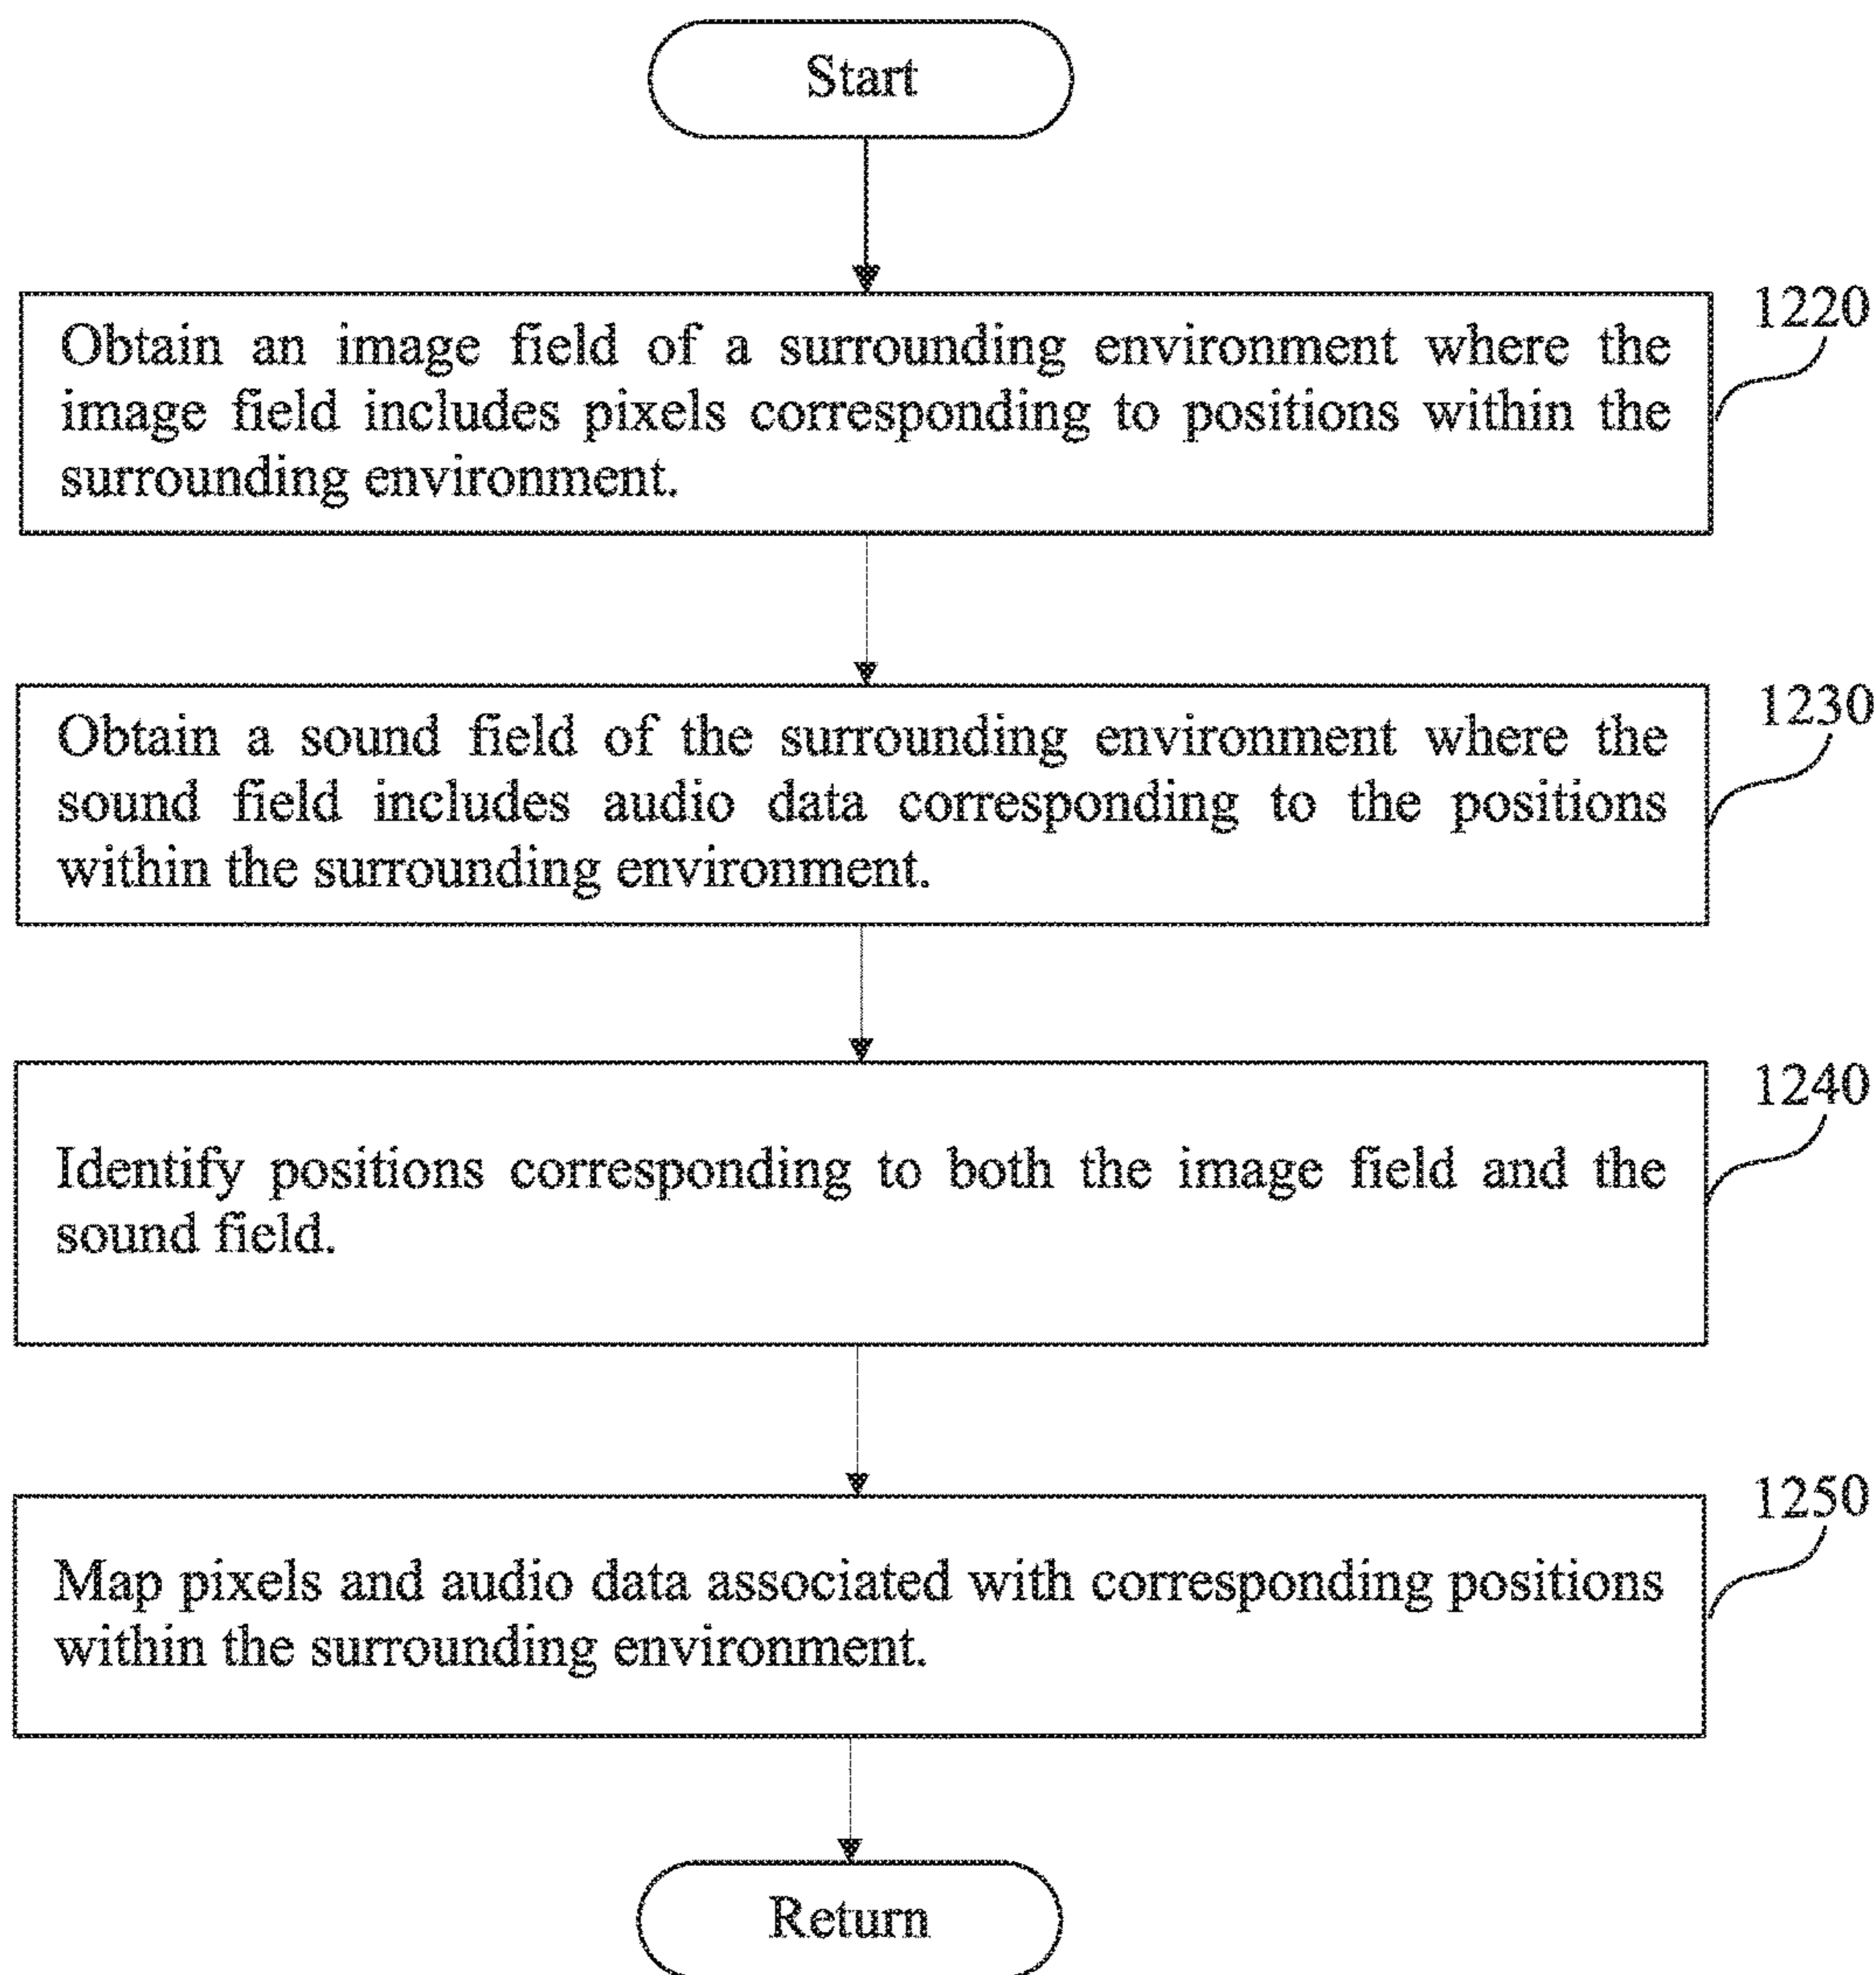 Start
1220
Obtain an image field of a surrounding environment where the
image field includes pixels corresponding to positions within the
surrounding environment.
1230
Obtain a sound field of the surrounding environment where the
sound field includes audio data corresponding to the positions
within the surrounding environment.
1240
Identify positions corresponding to both the image field and the
sound field.
1250
Map pixels and audio data associated with corresponding positions
within the surrounding environment.
Return